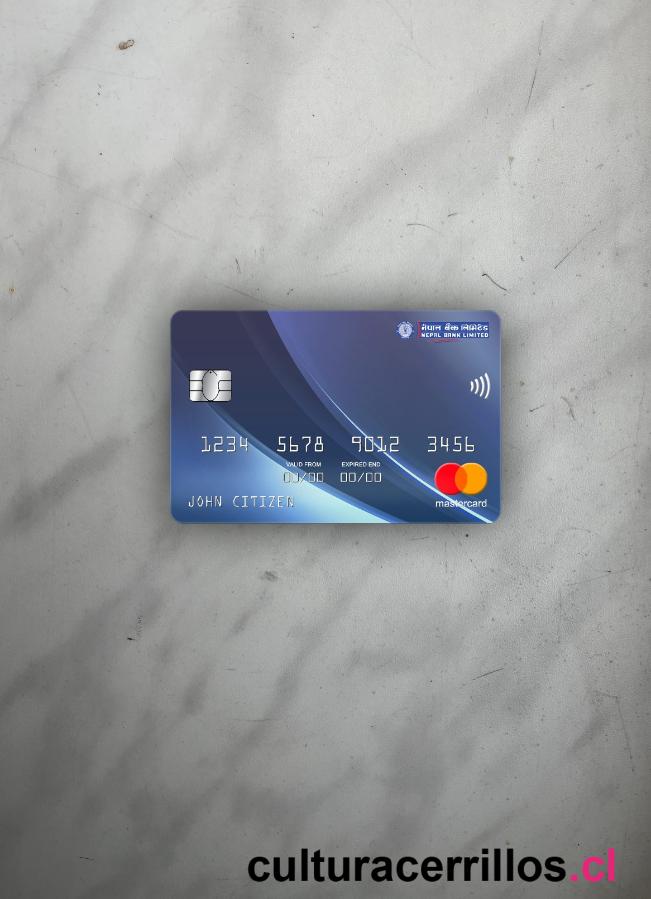 नेपाल बैंक लिमिटेड
NEPAL BANK LIMITED
1234 5678 9012 3456
VALID FROM EXPIRED END
00/00 00/00
JOHN CITIZEN
mastercard
culturacerrillos.cl